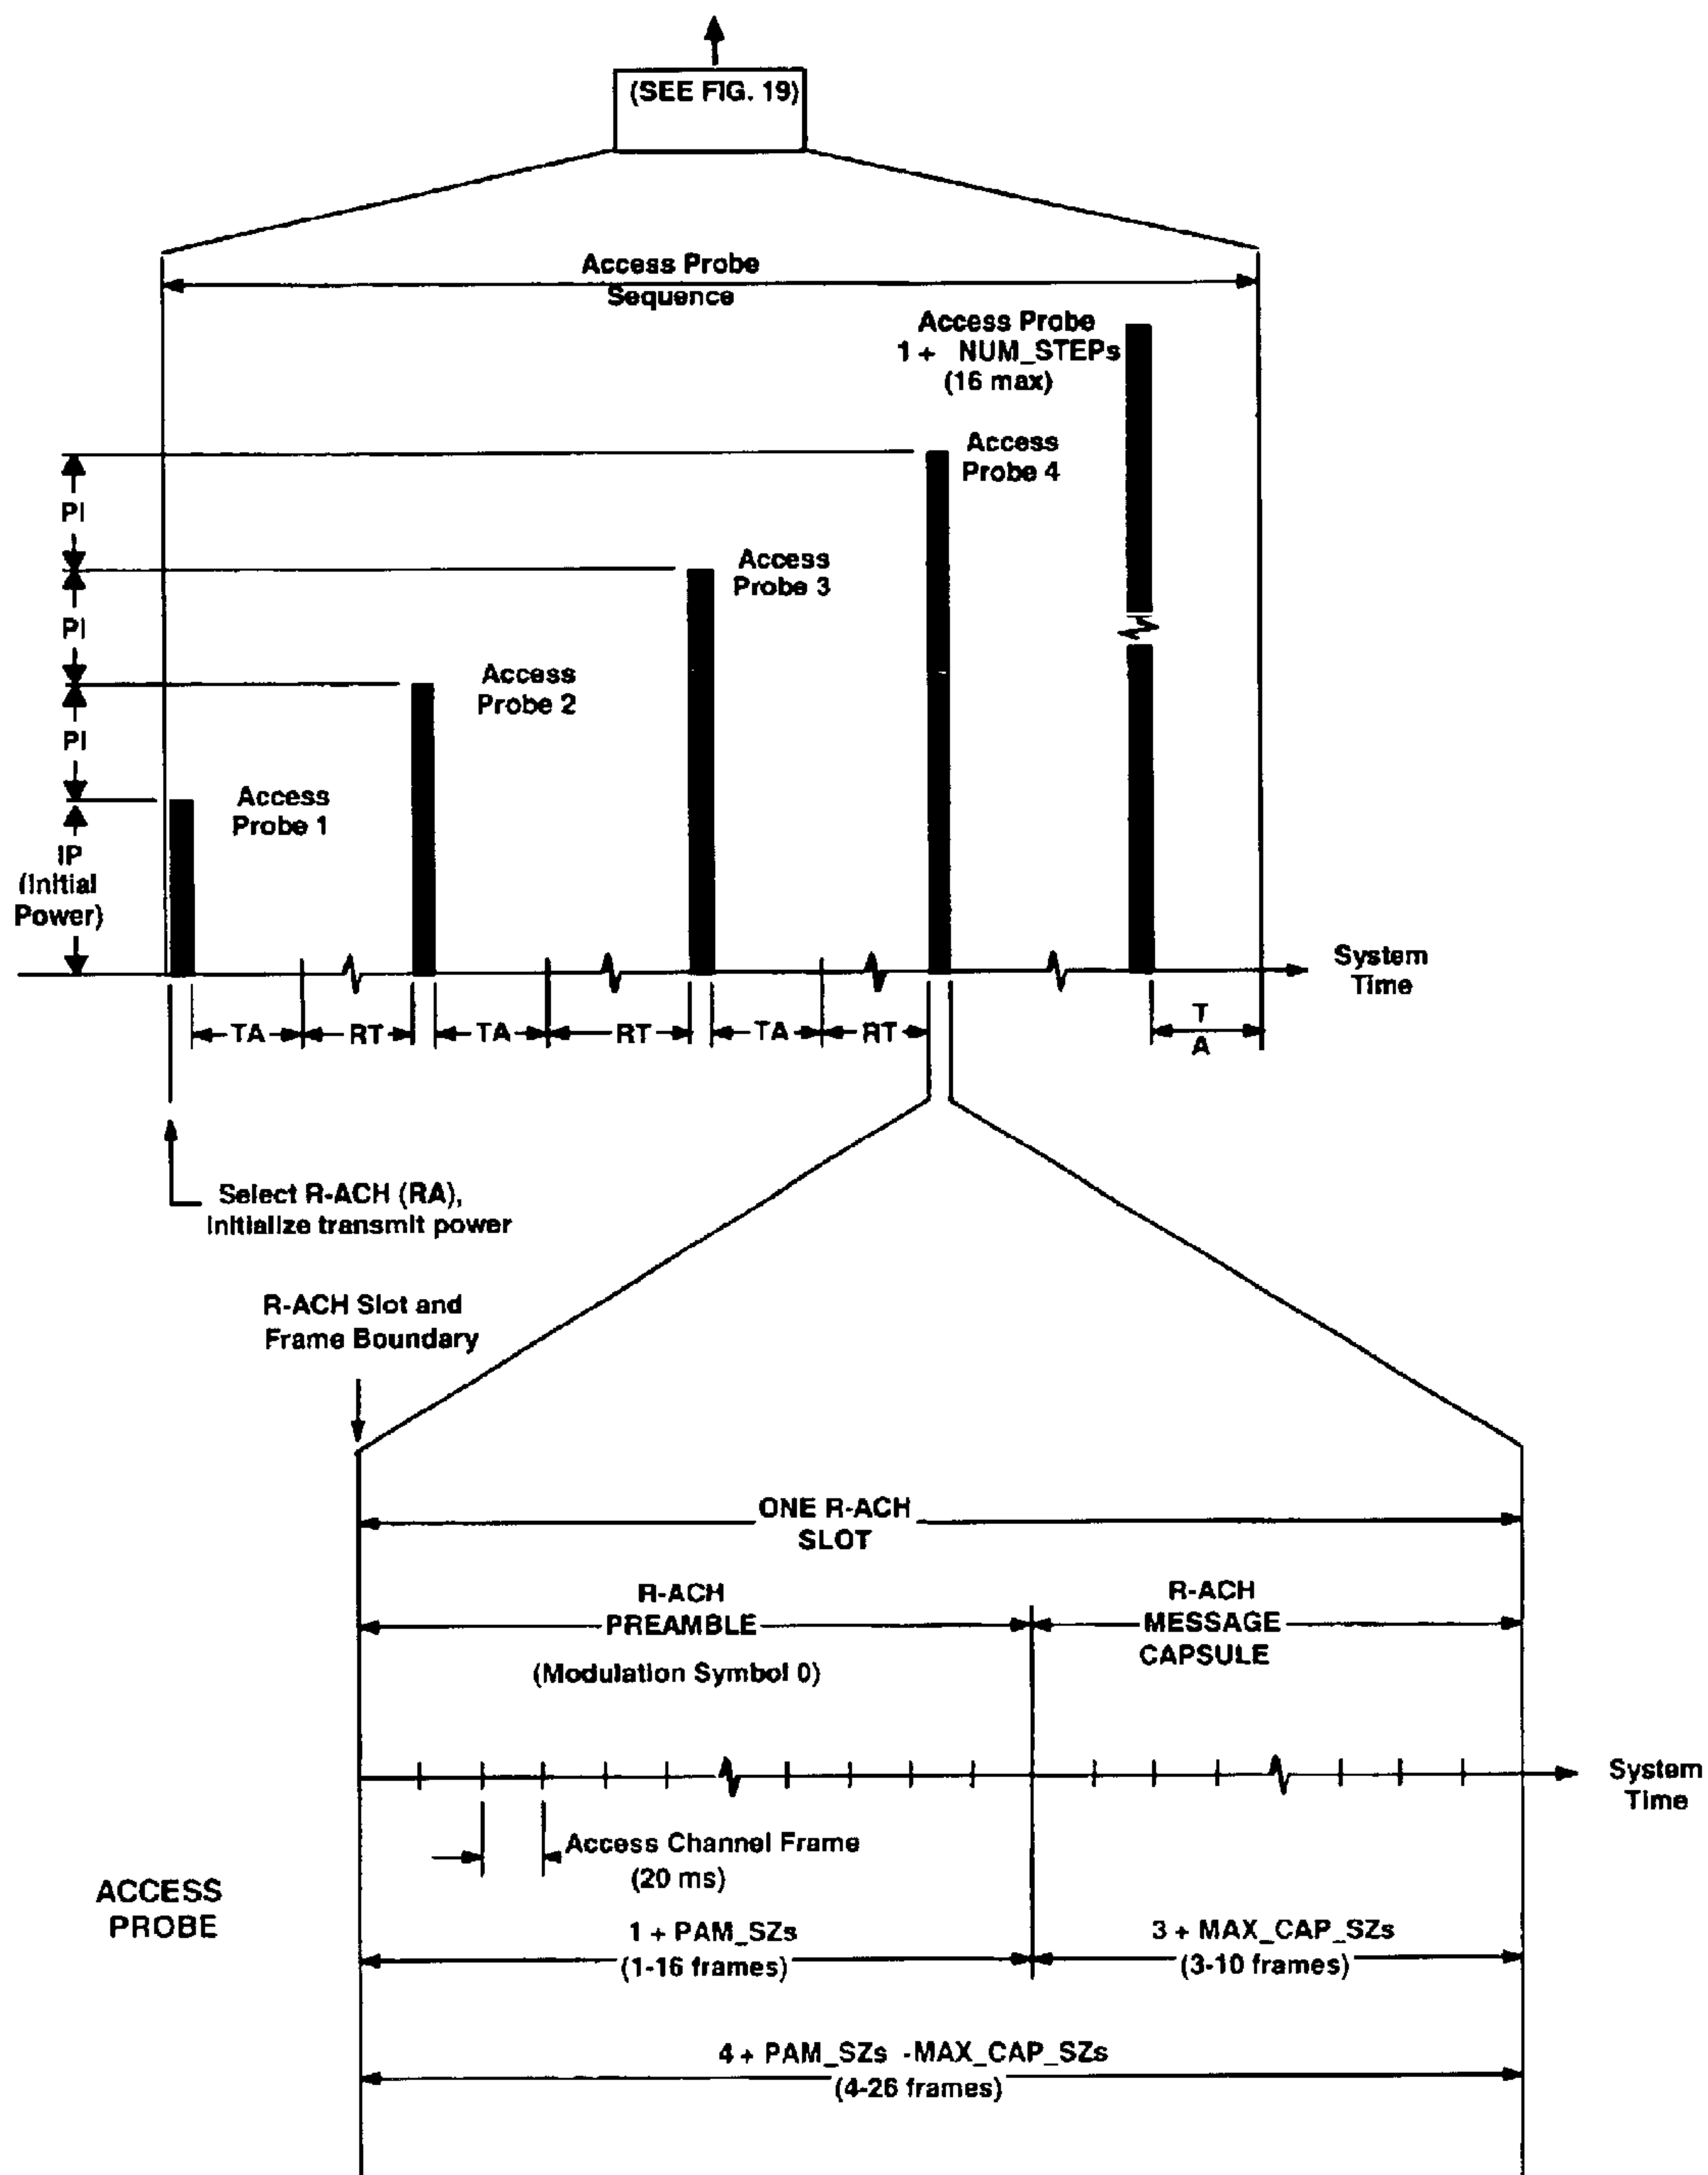 (SEE FIG. 19)
Access Probe
Sequence
Access Probe
1 + NUM_STEPs
(16 max)
Access
Probe 4
PI
Access
Probe 3
PI
Access
Probe 2
PI
Access
Probe 1
IP
(Initial
Power)
System
Time
TA
RT
TA
RT
TA
RT
T
A
Select R-ACH (RA),
Initialize transmit power
R-ACH Slot and
Frame Boundary
ONE R-ACH
SLOT
R-ACH
PREAMBLE
(Modulation Symbol 0)
R-ACH
MESSAGE
CAPSULE
System
Time
Access Channel Frame
(20 ms)
ACCESS
PROBE
1 + PAM_SZs
(1-16 frames)
3 + MAX_CAP_SZs
(3-10 frames)
4 + PAM_SZs -MAX_CAP_SZs
(4-26 frames)